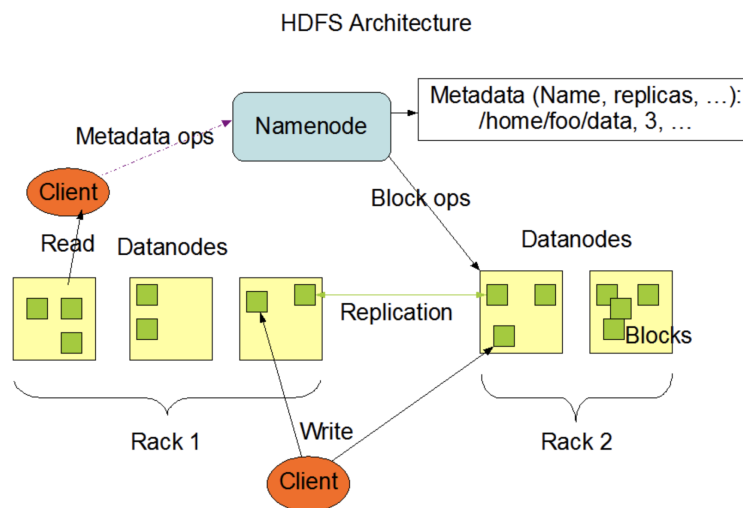 HDFS Architecture
Metadata (Name, replicas, …):
/home/foo/data, 3, …
Namenode
Metadata ops
Client
Block ops
Read
Datanodes
Datanodes
Replication
Blocks
Rack 1
Write
Rack 2
Client